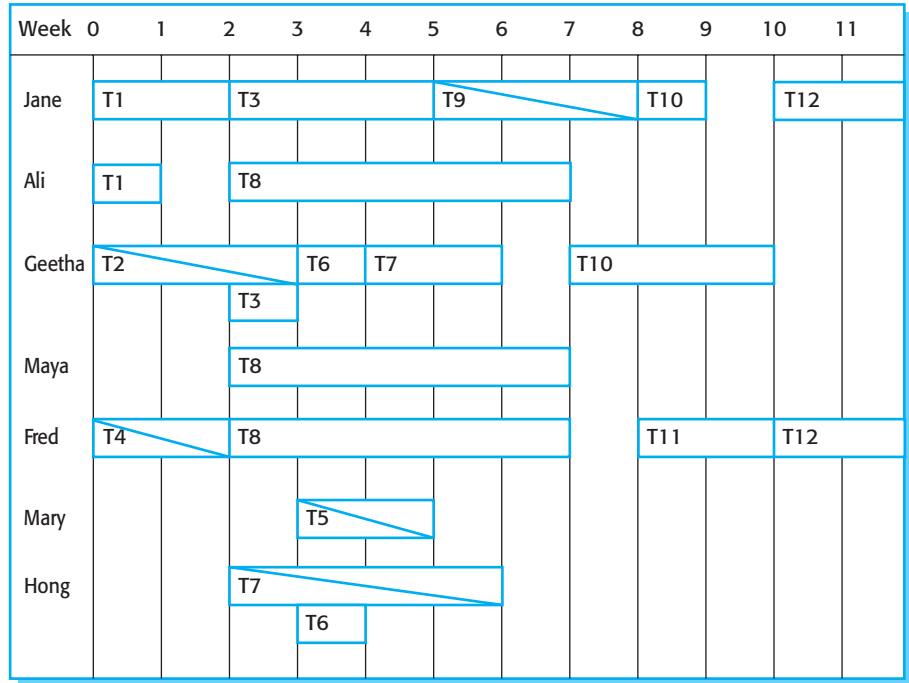 Week 0 1 2 3 4 5 6 7 8 9 10 11
Jane T1 T3 T9 T10 T12
Ali T1 T8
Geetha T2 T6 T7 T10
T3
Maya T8
Fred T4 T8 T11 T12
Mary T5
Hong T7
T6